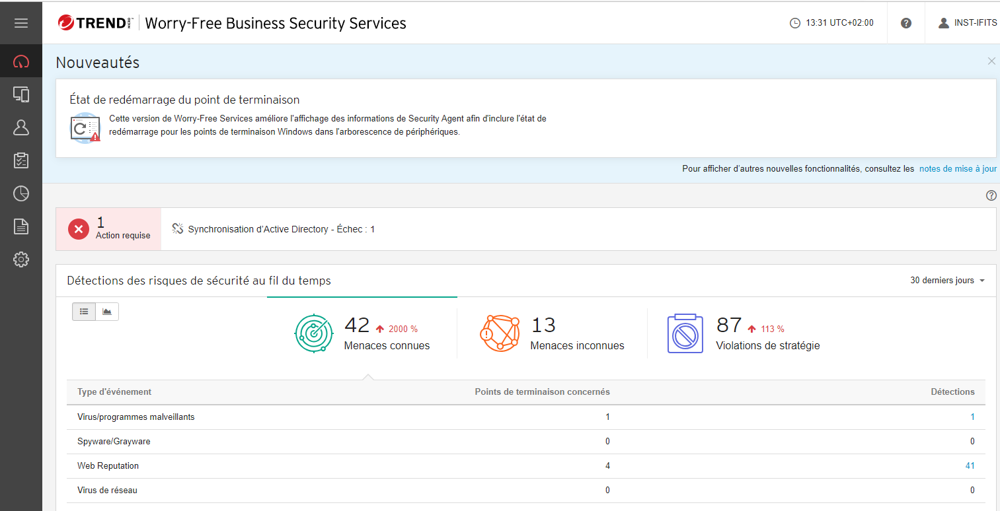 TREND MICRO Worry-Free Business Security Services
13:31 UTC+02:00
INST-IFITS
Nouveautés
État de redémarrage du point de terminaison
Cette version de Worry-Free Services améliore l'affichage des informations de Security Agent afin d'inclure l'état de
redémarrage pour les points de terminaison Windows dans l'arborescence de périphériques.
Pour afficher d'autres nouvelles fonctionnalités, consultez les notes de mise à jour
1
Action requise
Synchronisation d'Active Directory - Échec : 1
Détections des risques de sécurité au fil du temps
30 derniers jours
42 2000 %
Menaces connues
13
Menaces inconnues
87 113 %
Violations de stratégie
Type d'événement Points de terminaison concernés Détections
Virus/programmes malveillants 1 1
Spyware/Grayware 0 0
Web Reputation 4 41
Virus de réseau 0 0